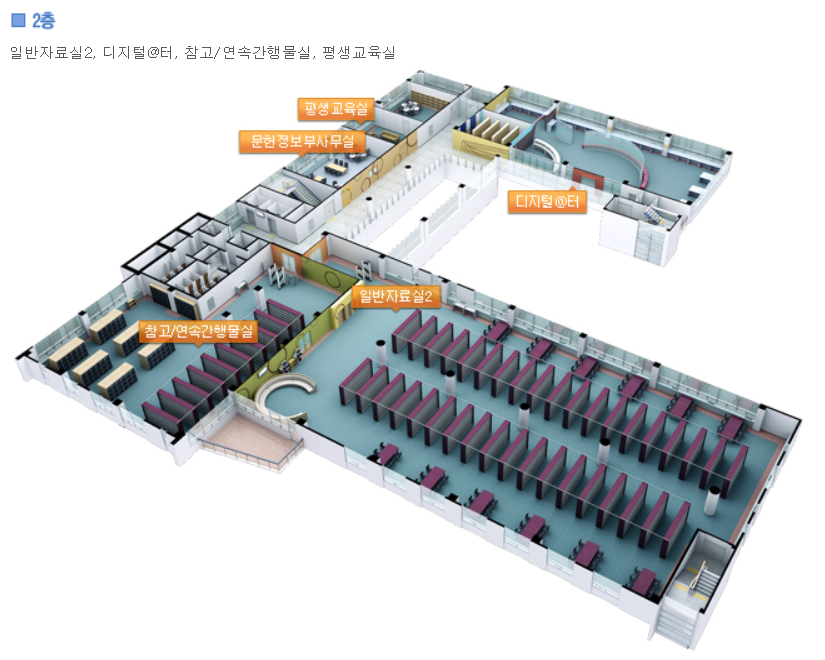 2층
일반자료실2, 디지털@터, 참고/연속간행물실, 평생교육실
평생교육실
문헌정보부사무실
디지털@터
일반자료실2
참고/연속간행물실